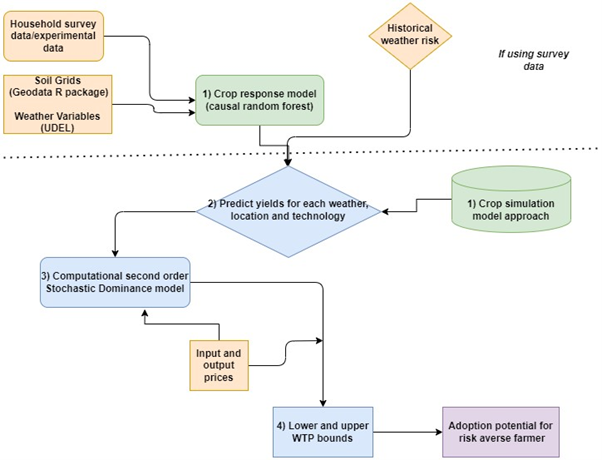 Household survey
data/experimental
data
Historical
weather risk
If using survey
data
Soil Grids
(Geodata R package)
Weather Variables
(UDEL)
1) Crop response model
(causal random forest)
2) Predict yields for each weather,
location and technology
1) Crop simulation
model approach
3) Computational second order
Stochastic Dominance model
Input and
output
prices
4) Lower and upper
WTP bounds
Adoption potential for
risk averse farmer